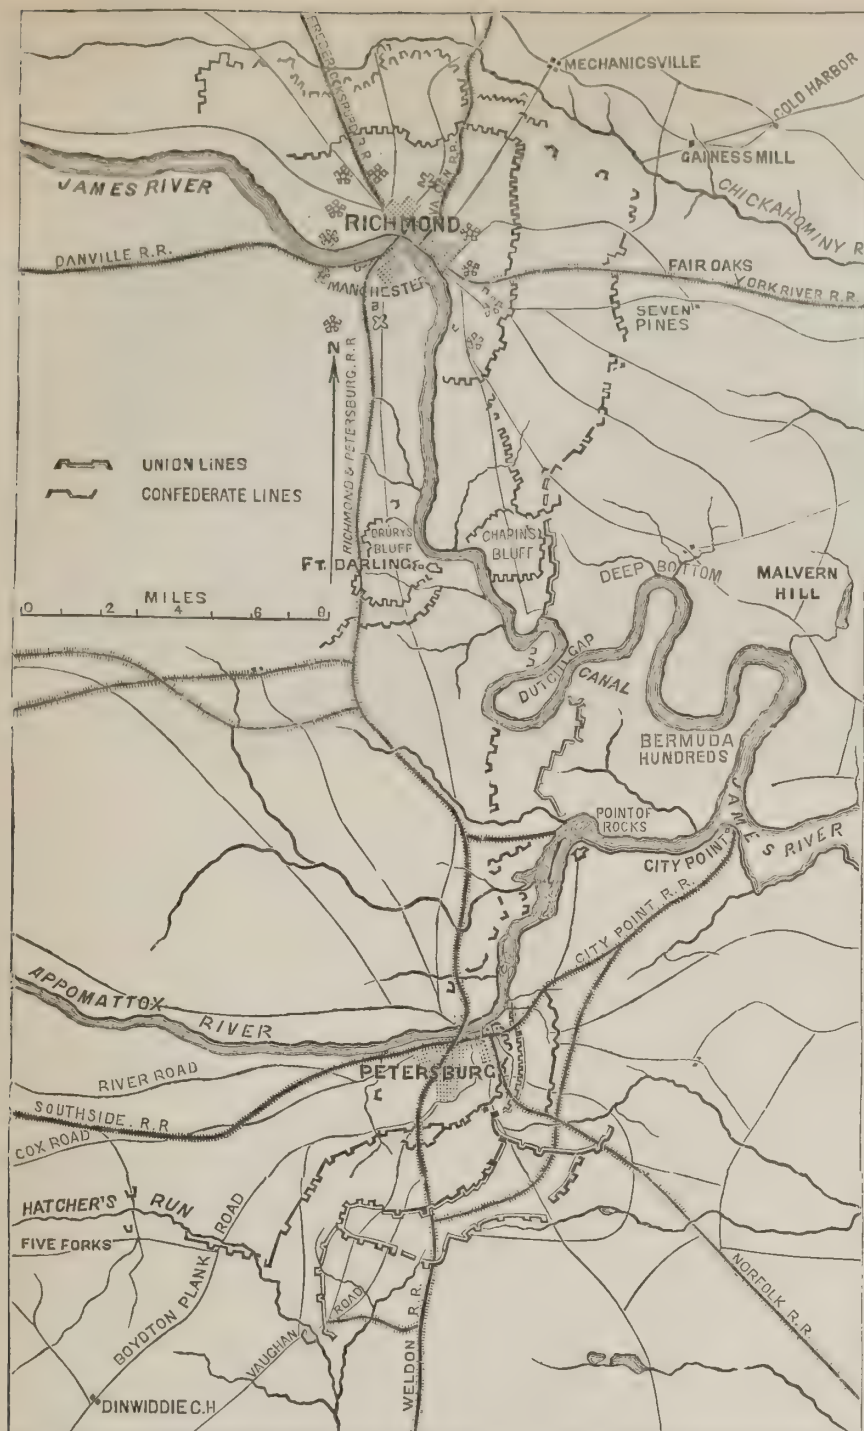 FREDERICKSBURG R.R.
MECHANICSVILLE
COLD HARBOR
GAINESS MILL
VA CEN R.R.
JAMES RIVER
CHICKAHOMINY R.
RICHMOND
DANVILLE R.R.
FAIR OAKS
YORK RIVER R.R.
MANCHESTER
SEVEN
PINES
N
RICHMOND & PETERSBURG. R.R
UNION LINES
CONFEDERATE LINES
DRURYS
BLUFF
CHAPINS
BLUFF
FT. DARLING
DEEP BOTTOM
MALVERN
HILL
MILES
0 2 4 6 8
DUTCH GAP
CANAL
BERMUDA
HUNDREDS
POINT OF
ROCKS
JAMES RIVER
CITY POINT
CITY POINT R.R.
APPOMATTOX
RIVER
PETERSBURG
RIVER ROAD
SOUTHSIDE. R.R
COX ROAD
HATCHER'S RUN
FIVE FORKS
BOYDTON PLANK ROAD
VAUGHAN ROAD
WELDON R.R.
NORFOLK R.R.
DINWIDDIE C.H